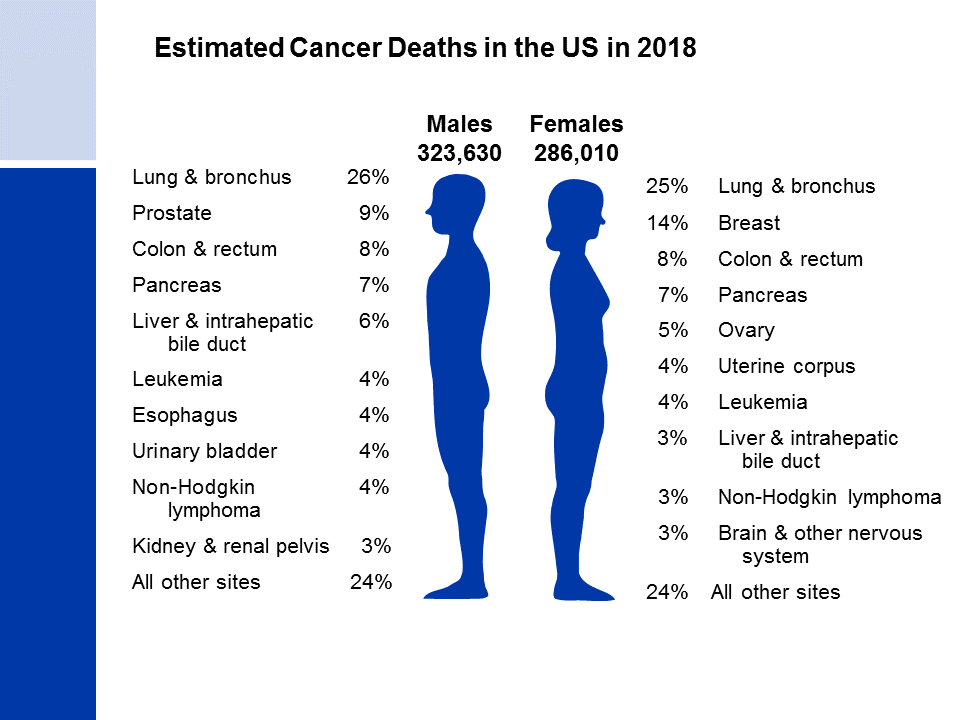 Estimated Cancer Deaths in the US in 2018
Males
323,630
Females
286,010
Lung & bronchus 26%
Prostate 9%
Colon & rectum 8%
Pancreas 7%
Liver & intrahepatic 6%
bile duct
Leukemia 4%
Esophagus 4%
Urinary bladder 4%
Non-Hodgkin 4%
lymphoma
Kidney & renal pelvis 3%
All other sites 24%
25% Lung & bronchus
14% Breast
8% Colon & rectum
7% Pancreas
5% Ovary
4% Uterine corpus
4% Leukemia
3% Liver & intrahepatic
bile duct
3% Non-Hodgkin lymphoma
3% Brain & other nervous
system
24% All other sites